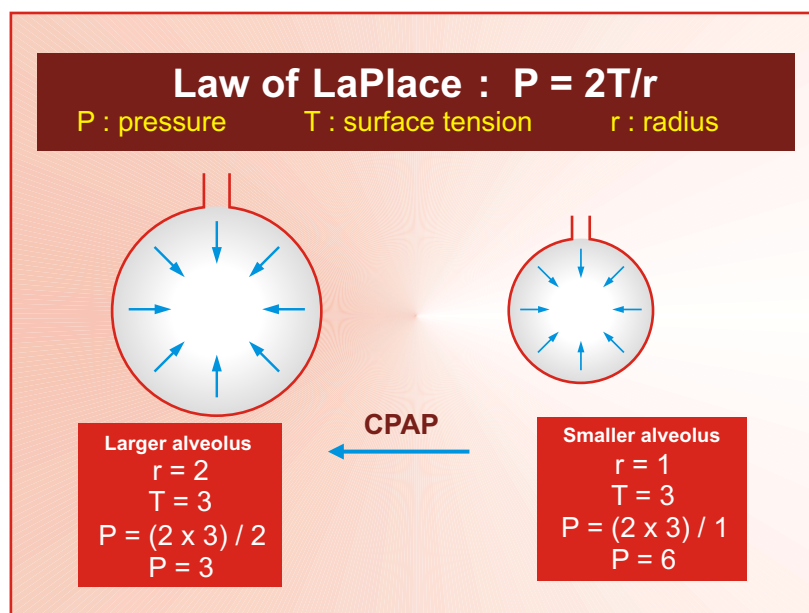 Law of LaPlace : P = 2T/r
P : pressure T : surface tension r : radius
CPAP
Larger alveolus
r = 2
T = 3
P = (2 x 3) / 2
P = 3
Smaller alveolus
r = 1
T = 3
P = (2 x 3) / 1
P = 6